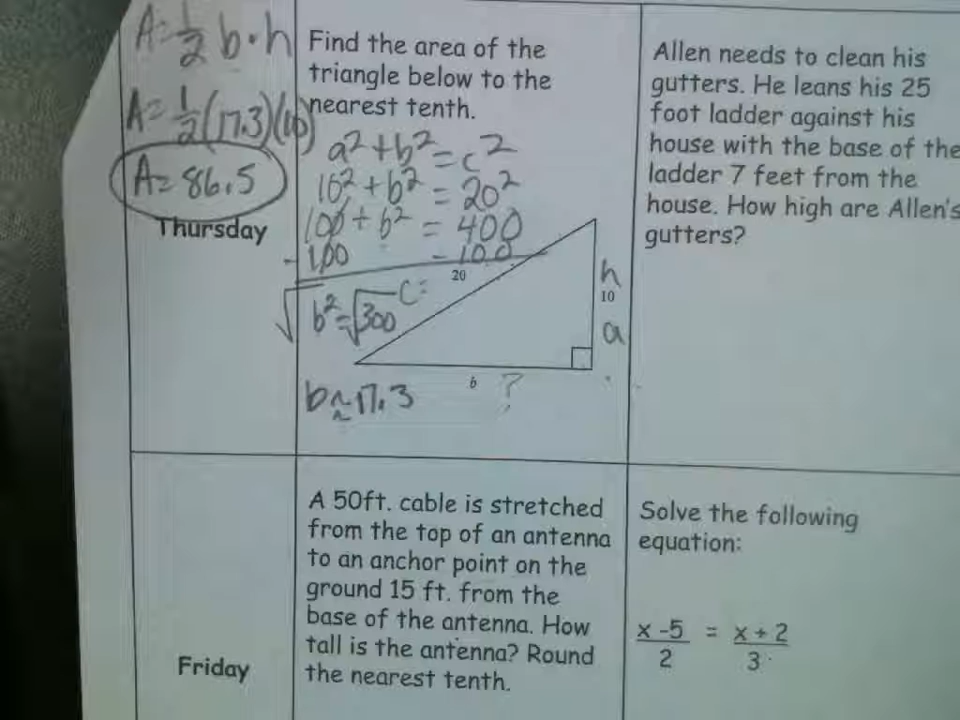 A=1/2 b·h
A=1/2(17.3)(10)
A=86.5
Thursday
Find the area of the
triangle below to the
nearest tenth.
a²+b²=c²
10²+b²=20²
100+b²=400
-100 -100
√b²=√300
b≈17.3
c=
20
h
10
a
b ?
Allen needs to clean his
gutters. He leans his 25
foot ladder against his
house with the base of the
ladder 7 feet from the
house. How high are Allen's
gutters?
Friday
A 50ft. cable is stretched
from the top of an antenna
to an anchor point on the
ground 15 ft. from the
base of the antenna. How
tall is the antenna? Round
the nearest tenth.
Solve the following
equation:
x-5 = x+2
2 3